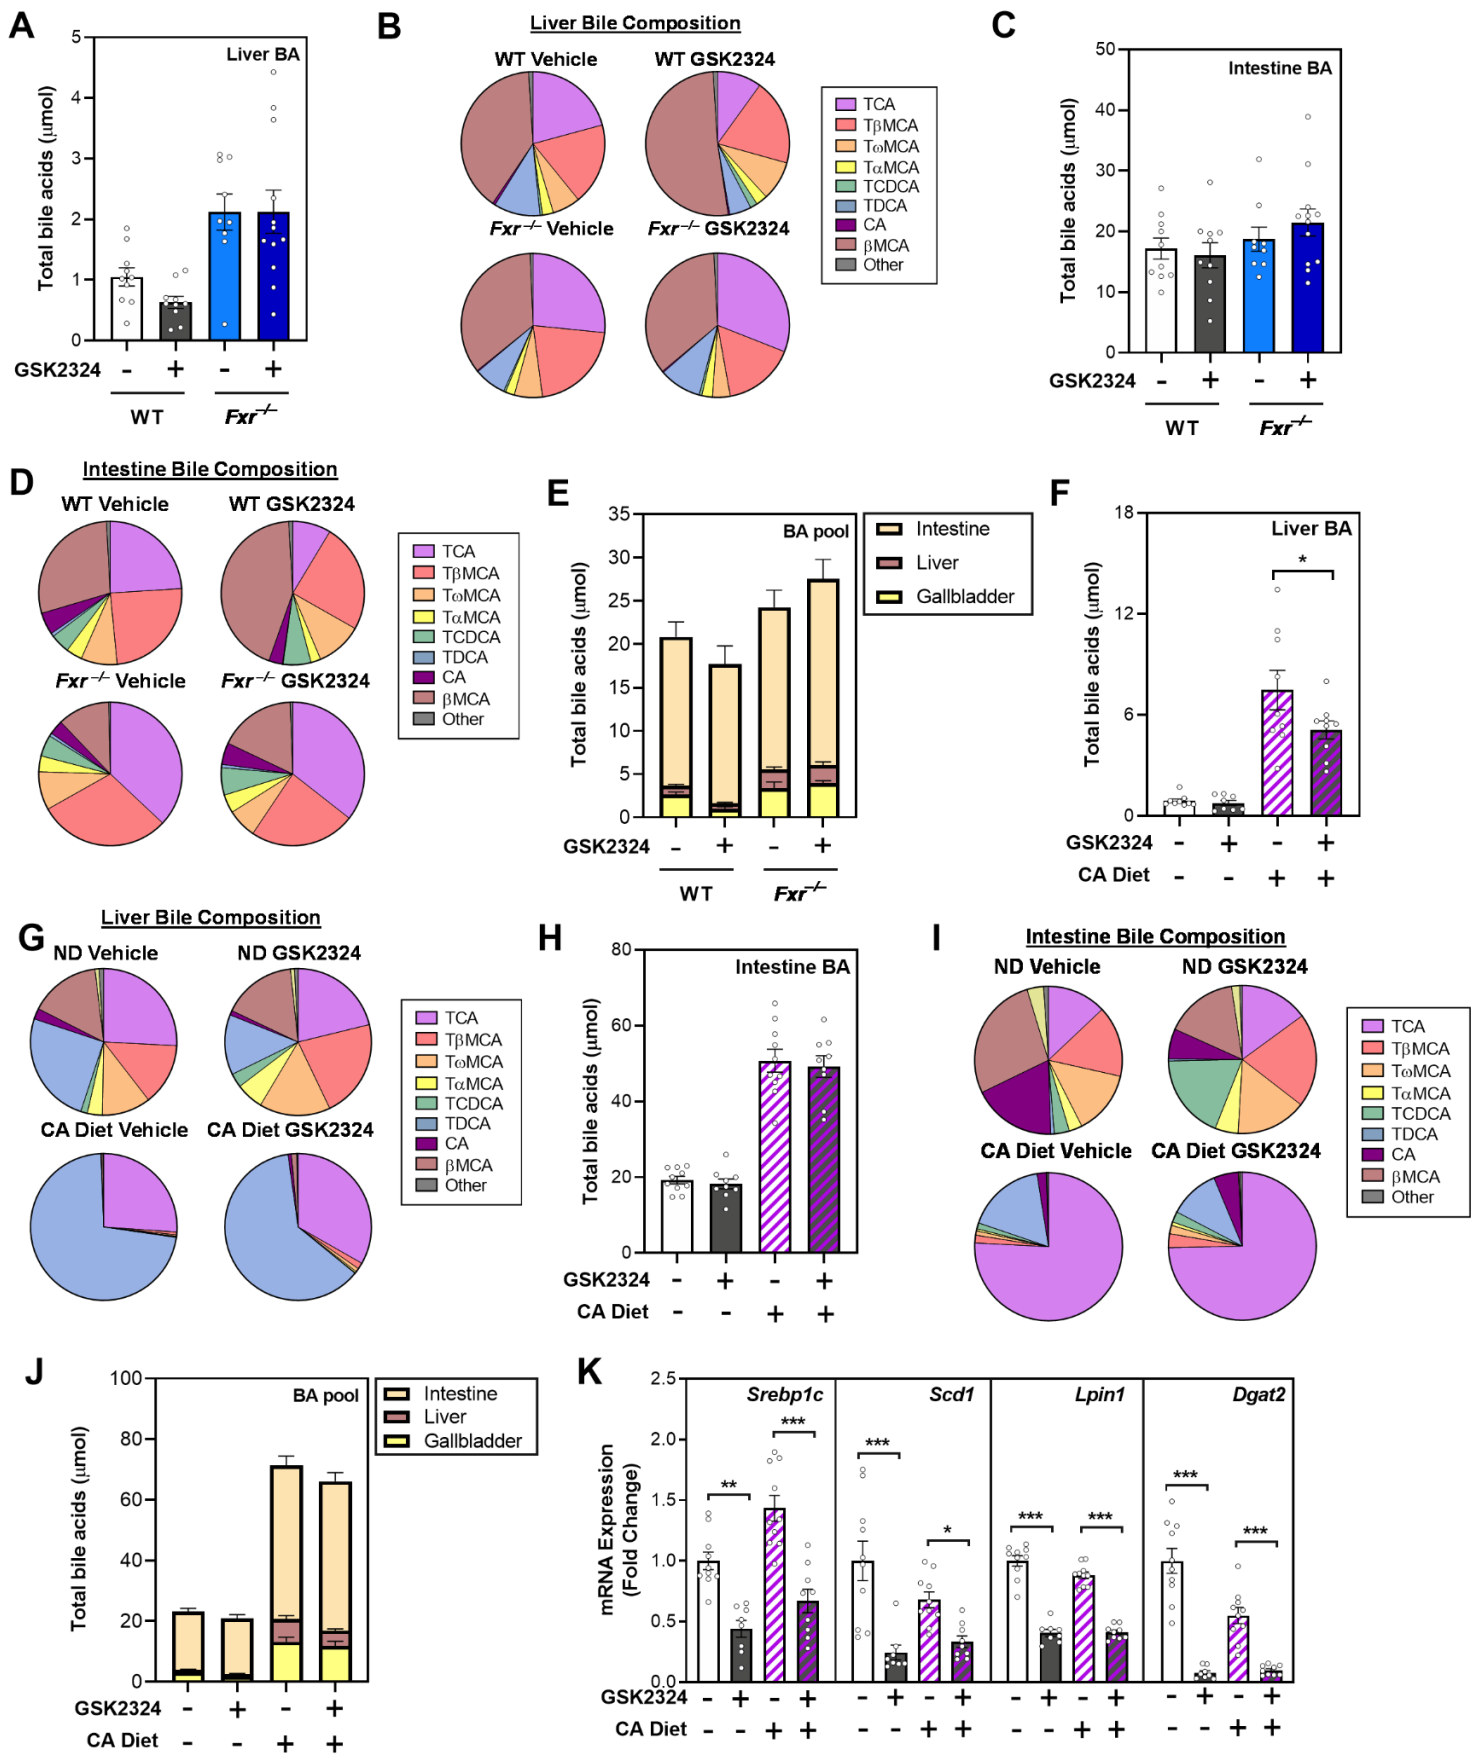 A
Liver BA
Total bile acids (μmol)
5
4
3
2
1
0
GSK2324
- + - +
WT Fxr–/–
B
Liver Bile Composition
WT Vehicle
WT GSK2324
Fxr–/– Vehicle
Fxr–/– GSK2324
TCA
TβMCA
TωMCA
TαMCA
TCDCA
TDCA
CA
βMCA
Other
C
Intestine BA
Total bile acids (μmol)
50
40
30
20
10
0
GSK2324
- + - +
WT Fxr–/–
D
Intestine Bile Composition
WT Vehicle
WT GSK2324
Fxr–/– Vehicle
Fxr–/– GSK2324
TCA
TβMCA
TωMCA
TαMCA
TCDCA
TDCA
CA
βMCA
Other
E
BA pool
Total bile acids (μmol)
35
30
25
20
15
10
5
0
GSK2324
- + - +
WT Fxr–/–
Intestine
Liver
Gallbladder
F
Liver BA
*
Total bile acids (μmol)
18
12
6
0
GSK2324 - + - +
CA Diet - - + +
G
Liver Bile Composition
ND Vehicle
ND GSK2324
CA Diet Vehicle
CA Diet GSK2324
TCA
TβMCA
TωMCA
TαMCA
TCDCA
TDCA
CA
βMCA
Other
H
Intestine BA
Total bile acids (μmol)
80
60
40
20
0
GSK2324 - + - +
CA Diet - - + +
I
Intestine Bile Composition
ND Vehicle
ND GSK2324
CA Diet Vehicle
CA Diet GSK2324
TCA
TβMCA
TωMCA
TαMCA
TCDCA
TDCA
CA
βMCA
Other
J
BA pool
Total bile acids (μmol)
100
80
60
40
20
0
GSK2324 - + - +
CA Diet - - + +
Intestine
Liver
Gallbladder
K
Srebp1c Scd1 Lpin1 Dgat2
mRNA Expression
(Fold Change)
2.5
2.0
1.5
1.0
0.5
0.0
** *** *** * *** *** *** ***
GSK2324 - + - + - + - + - + - + - + - +
CA Diet - - + + - - + + - - + + - - + +